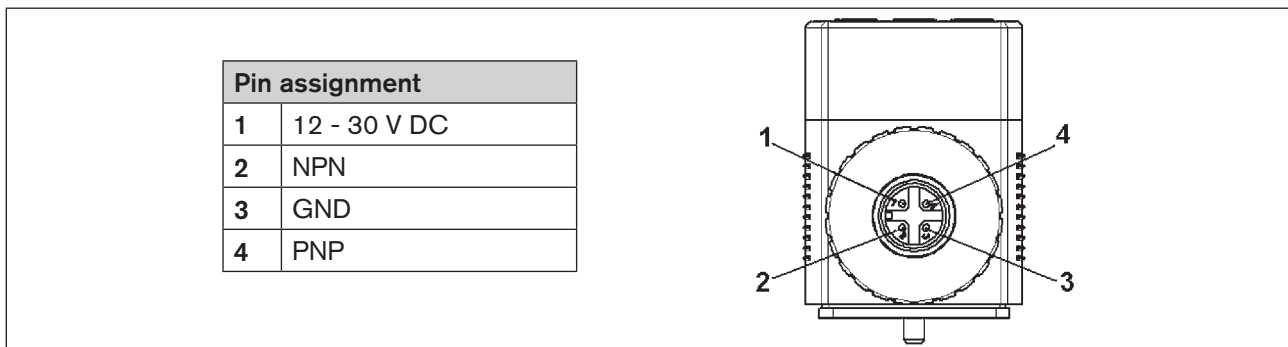 Pin assignment
1 12 - 30 V DC
2 NPN
3 GND
4 PNP
1 4
2 3